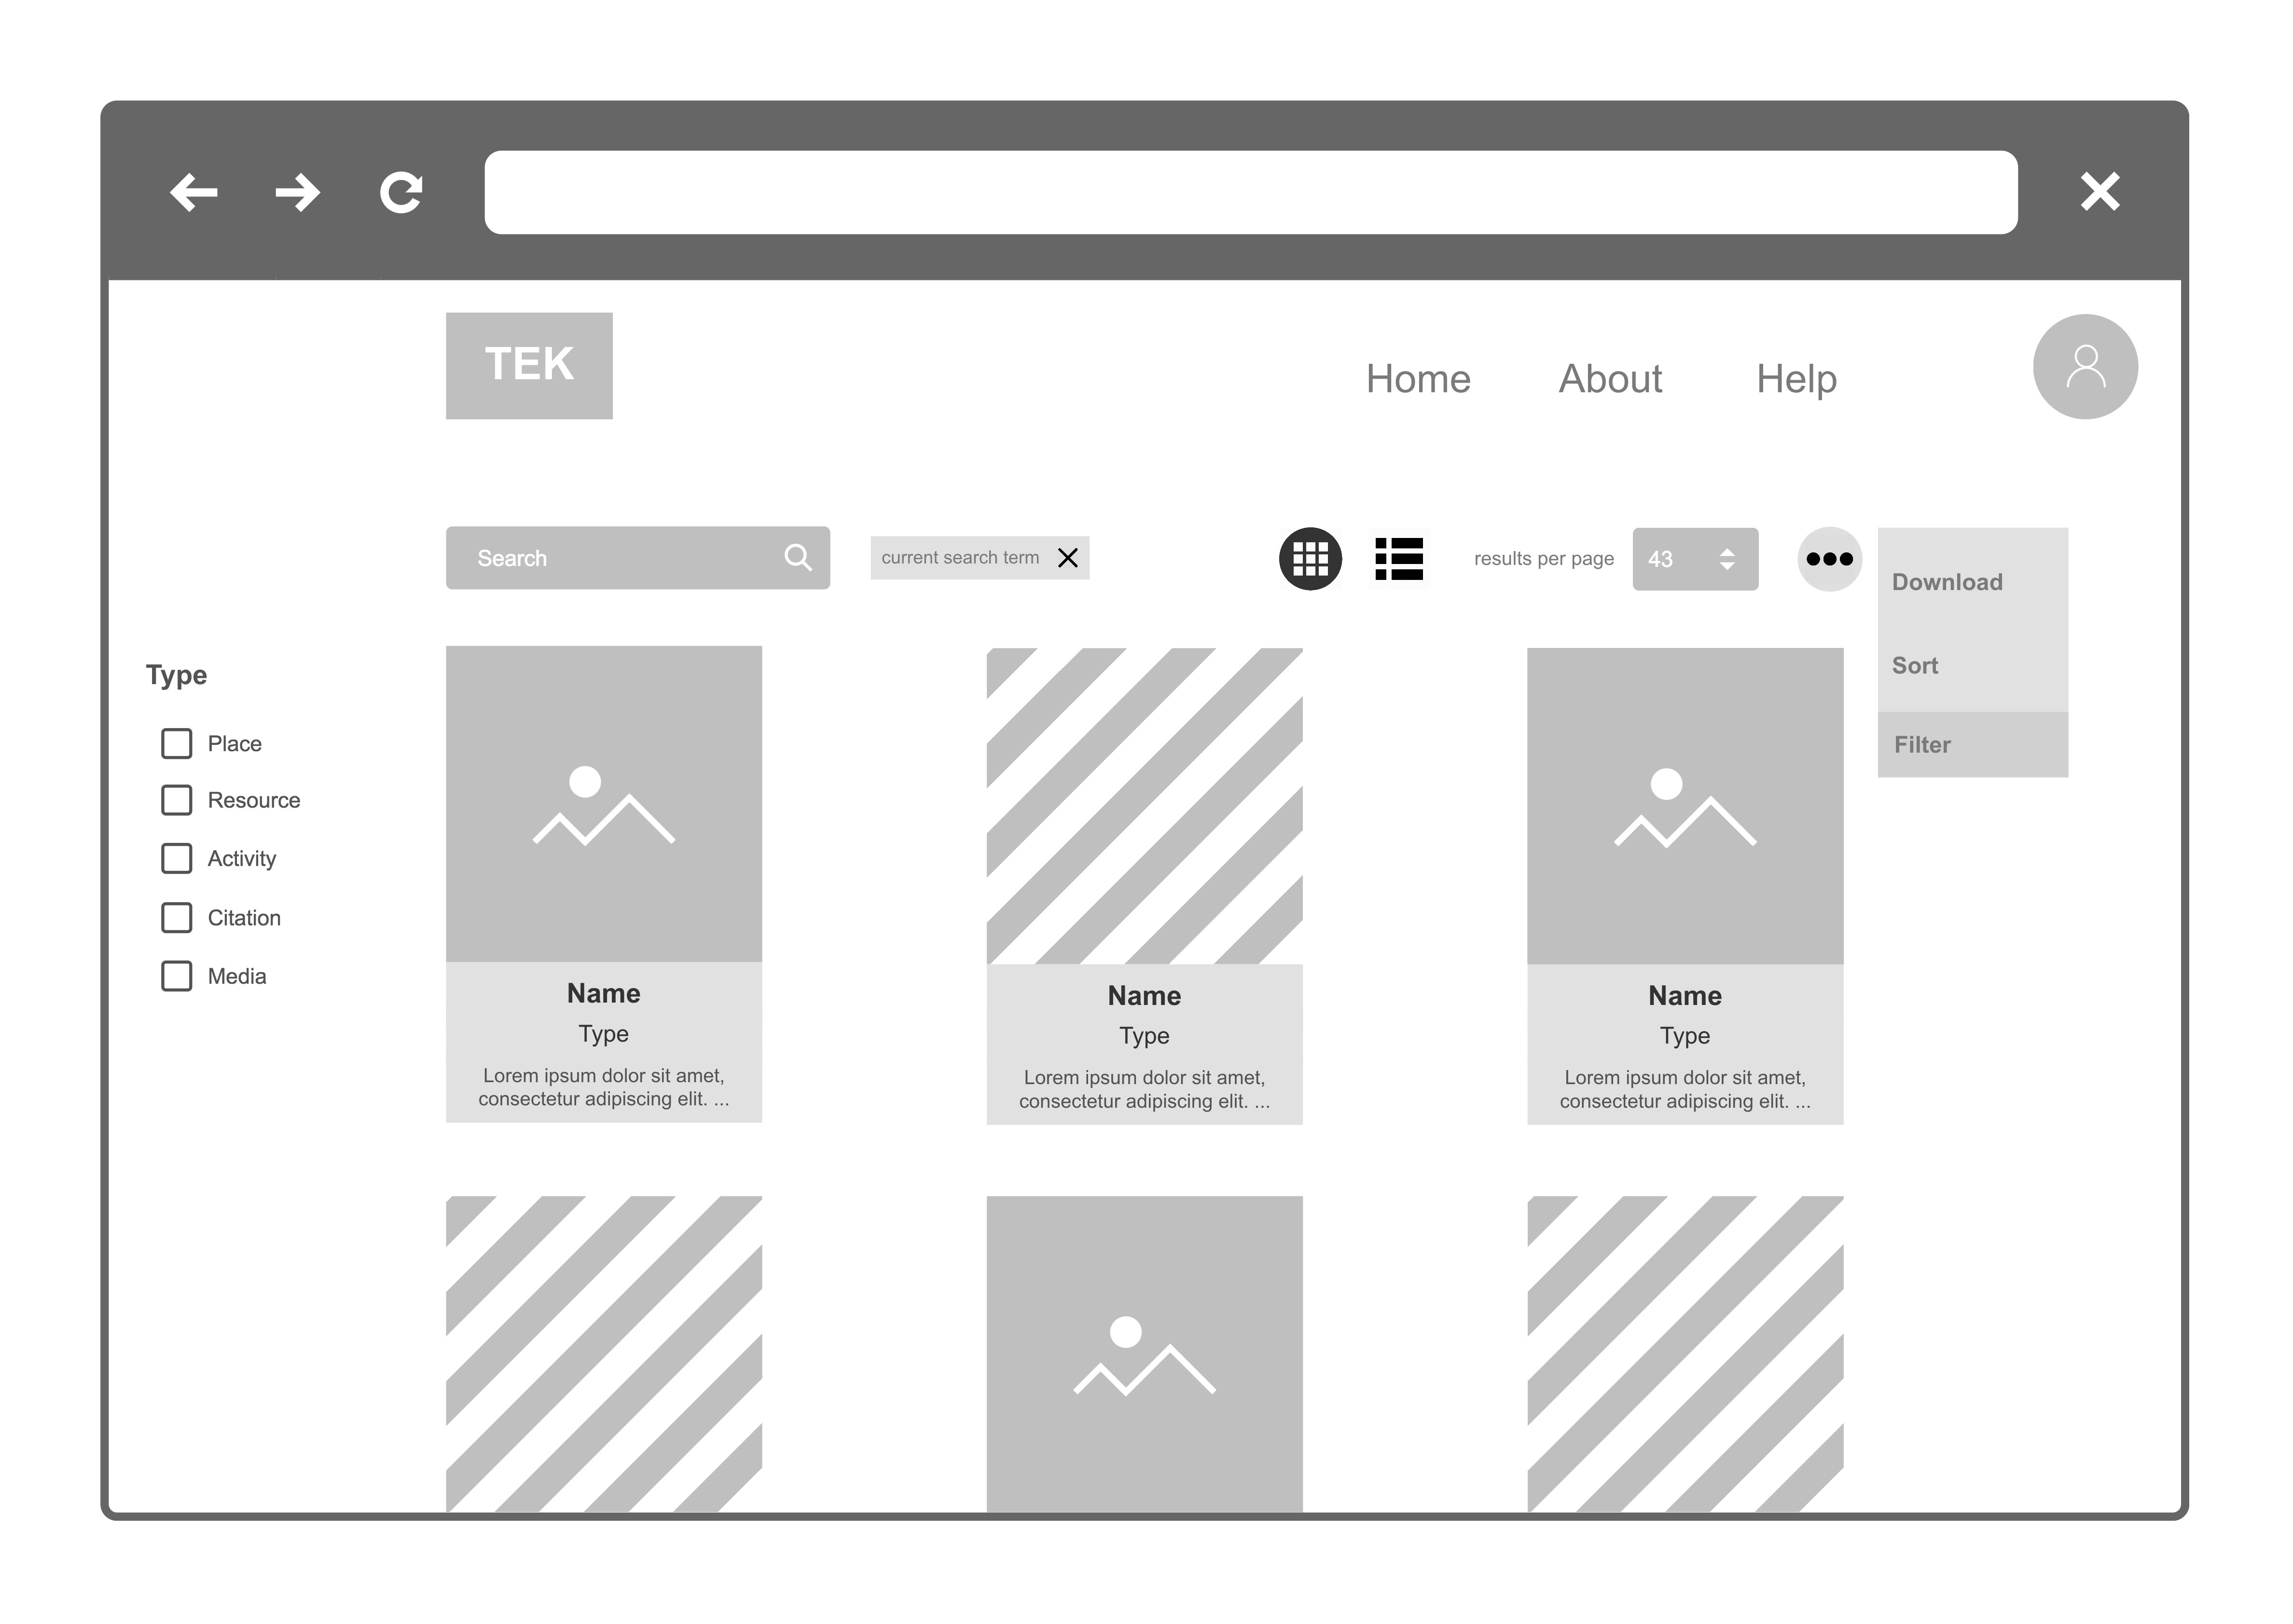 TEK
Home
About
Help
Search
current search term
results per page
43
Download
Sort
Filter
Type
Place
Resource
Activity
Citation
Media
Name
Type
Lorem ipsum dolor sit amet,
consectetur adipiscing elit. ...
Name
Type
Lorem ipsum dolor sit amet,
consectetur adipiscing elit. ...
Name
Type
Lorem ipsum dolor sit amet,
consectetur adipiscing elit. ...